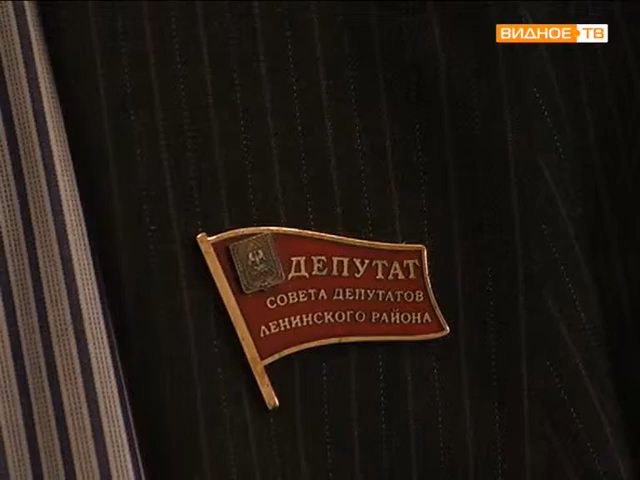 ВИДНОЕ ТВ
ДЕПУТАТ
СОВЕТА ДЕПУТАТОВ
ЛЕНИНСКОГО РАЙОНА